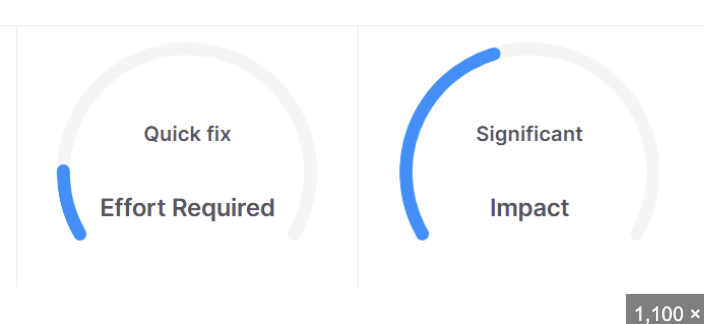 Quick fix
Effort Required
Significant
Impact
1,100 ×